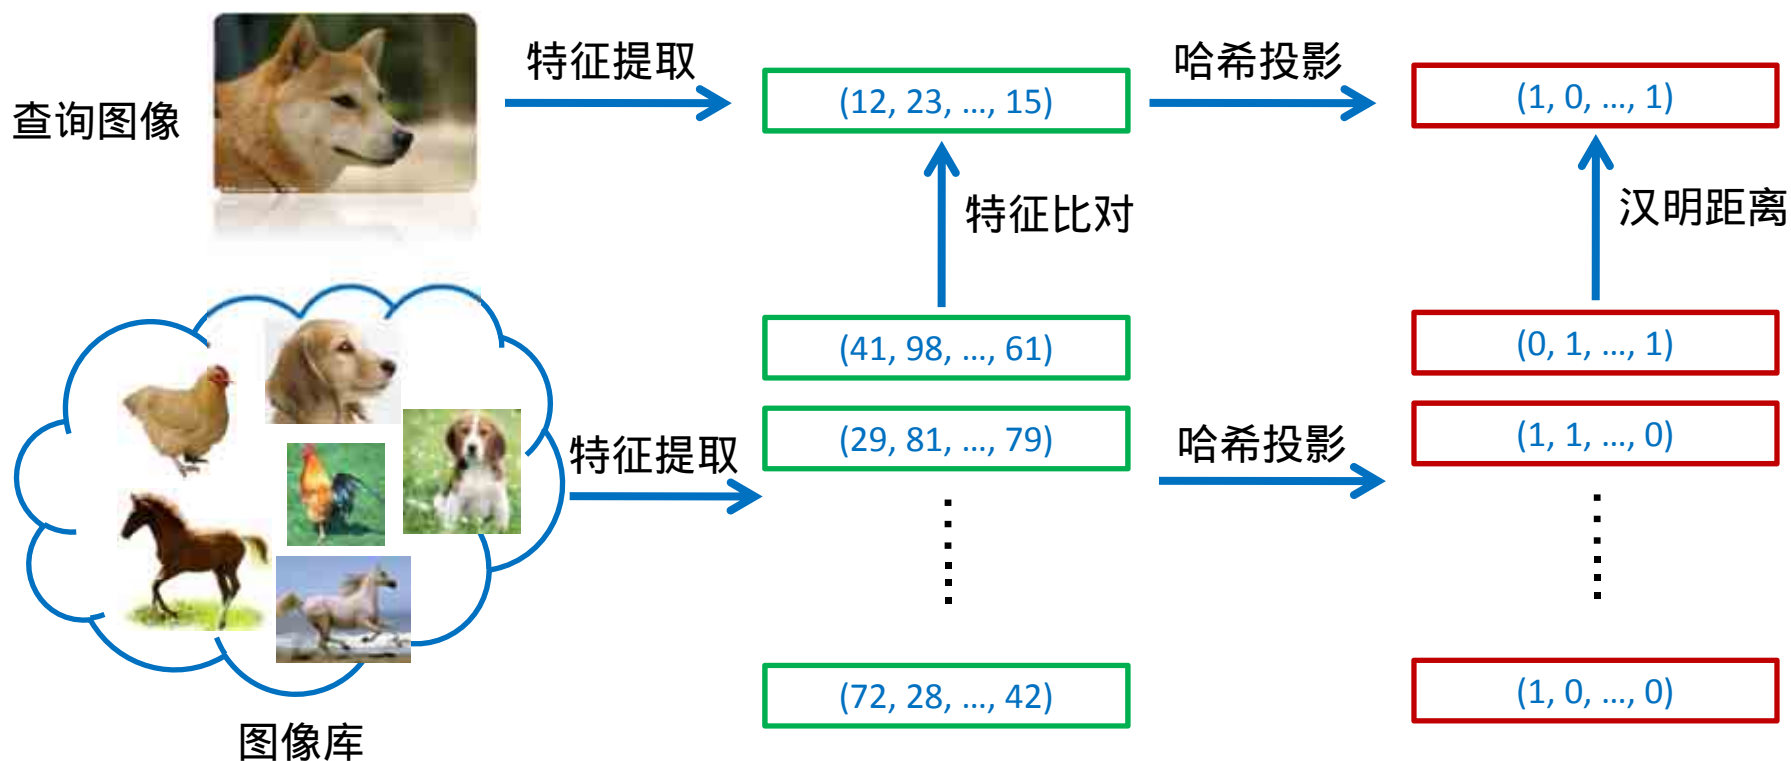 查询图像
特征提取
(12, 23, ..., 15)
哈希投影
(1, 0, ..., 1)
特征比对
汉明距离
(41, 98, ..., 61)
(0, 1, ..., 1)
特征提取
(29, 81, ..., 79)
哈希投影
(1, 1, ..., 0)
(72, 28, ..., 42)
(1, 0, ..., 0)
图像库